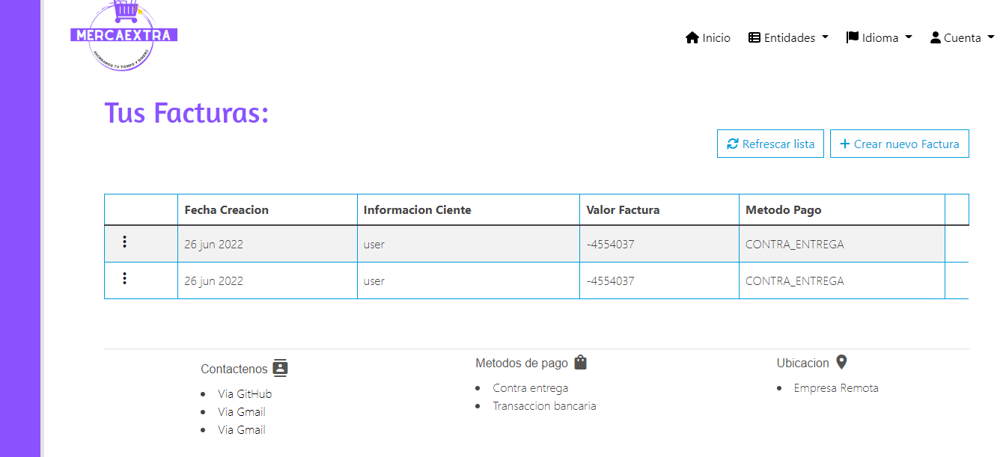 MERCAEXTRA
AHORRAMOS TU TIEMPO Y DINERO
Inicio Entidades Idioma Cuenta
Tus Facturas:
Refrescar lista Crear nuevo Factura
Fecha Creacion Informacion Ciente Valor Factura Metodo Pago
26 jun 2022 user -4554037 CONTRA_ENTREGA
26 jun 2022 user -4554037 CONTRA_ENTREGA
Contactenos
Via GitHub
Via Gmail
Via Gmail
Metodos de pago
Contra entrega
Transaccion bancaria
Ubicacion
Empresa Remota